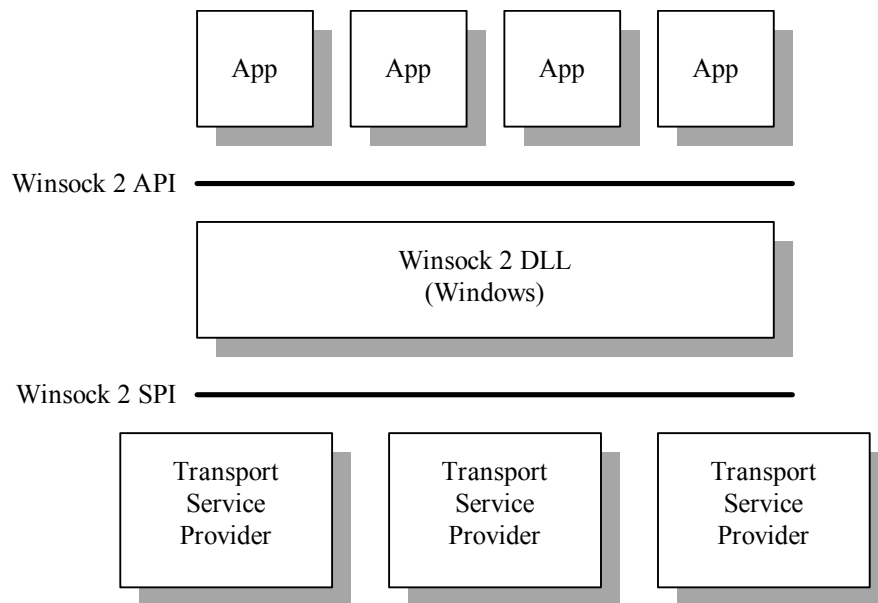 App
App
App
App
Winsock 2 API
Winsock 2 DLL
(Windows)
Winsock 2 SPI
Transport
Service
Provider
Transport
Service
Provider
Transport
Service
Provider